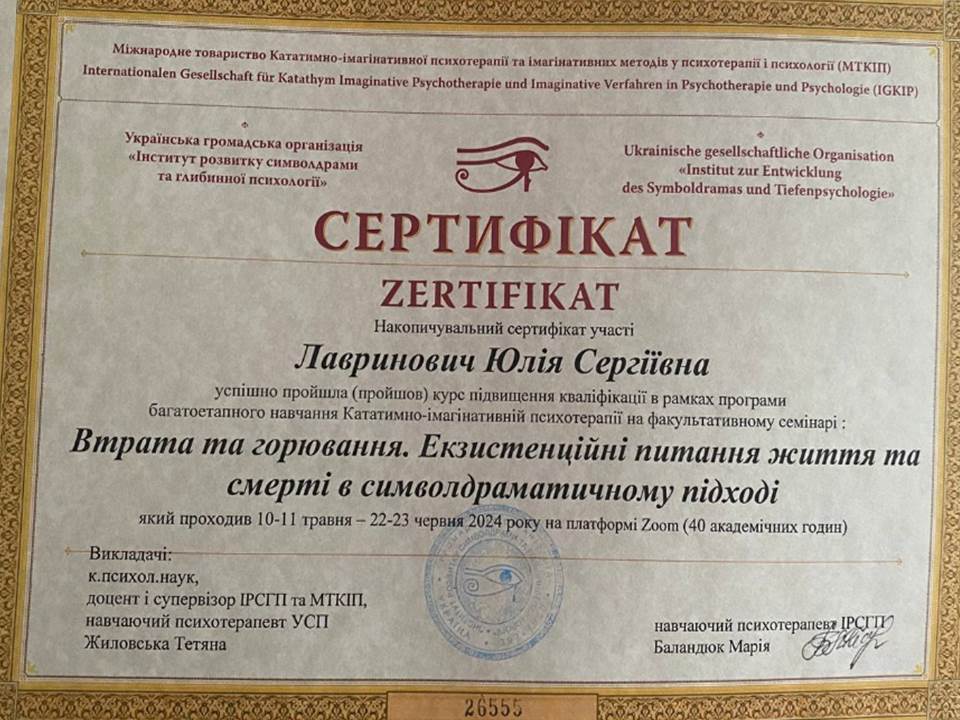 Міжнародне товариство Кататимно-імагінативної психотерапії та імагінативних методів у психотерапії і психології (МТКІП)
Internationalen Gesellschaft für Katathym Imaginative Psychotherapie und Imaginative Verfahren in Psychotherapie und Psychologie (IGKIP)
Українська громадська організація
«Інститут розвитку символдрами
та глибинної психології»
Ukrainische gesellschaftliche Organisation
«Institut zur Entwicklung
des Symboldramas und Tiefenpsychologie»
СЕРТИФІКАТ
ZERTIFIKAT
Накопичувальний сертифікат участі
Лавринович Юлія Сергіївна
успішно пройшла (пройшов) курс підвищення кваліфікації в рамках програми
багатоетапного навчання Кататимно-імагінативній психотерапії на факультативному семінарі :
Втрата та горювання. Екзистенційні питання життя та
смерті в символдраматичному підході
який проходив 10-11 травня – 22-23 червня 2024 року на платформі Zoom (40 академічних годин)
Викладачі:
к.психол.наук,
доцент і супервізор ІРСГП та МТКІП,
навчаючий психотерапевт УСП
Жиловська Тетяна
навчаючий психотерапевт ІРСГП
Баландюк Марія
26555